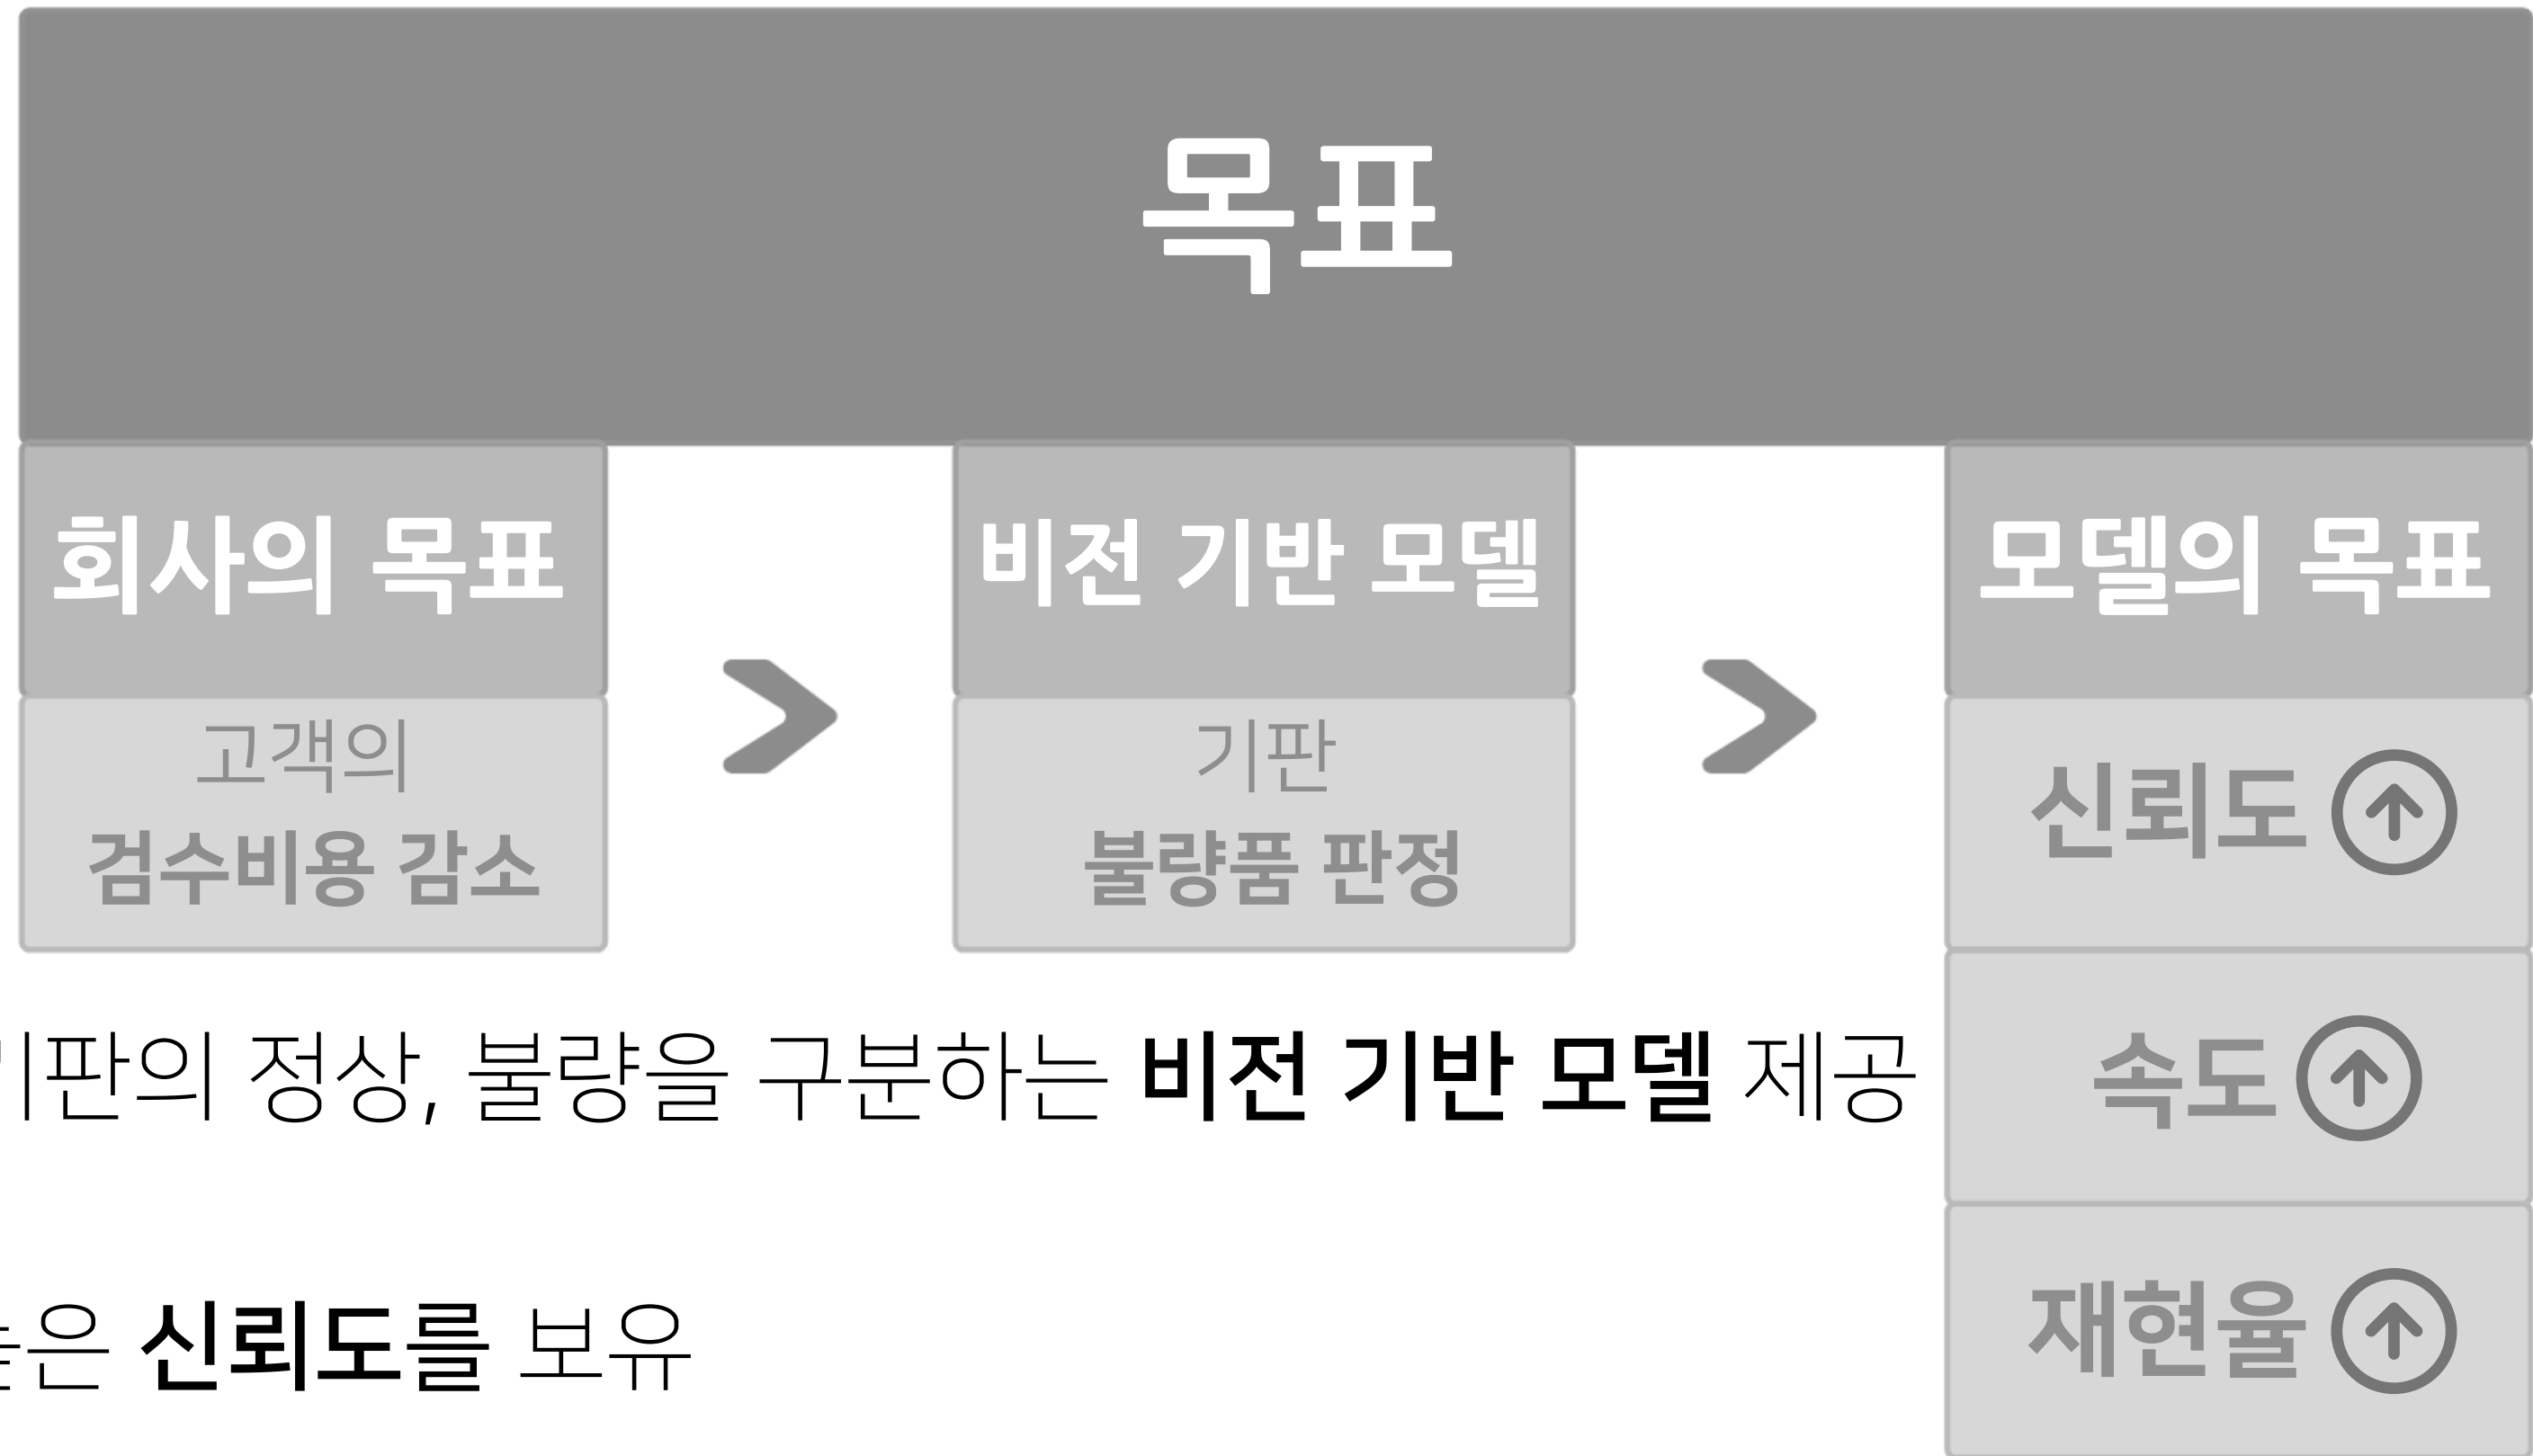 목표
회사의 목표
고객의
검수비용 감소
비전 기반 모델
기판
불량품 판정
모델의 목표
신뢰도
속도
재현율
기판의 정상, 불량을 구분하는 비전 기반 모델 제공
높은 신뢰도를 보유